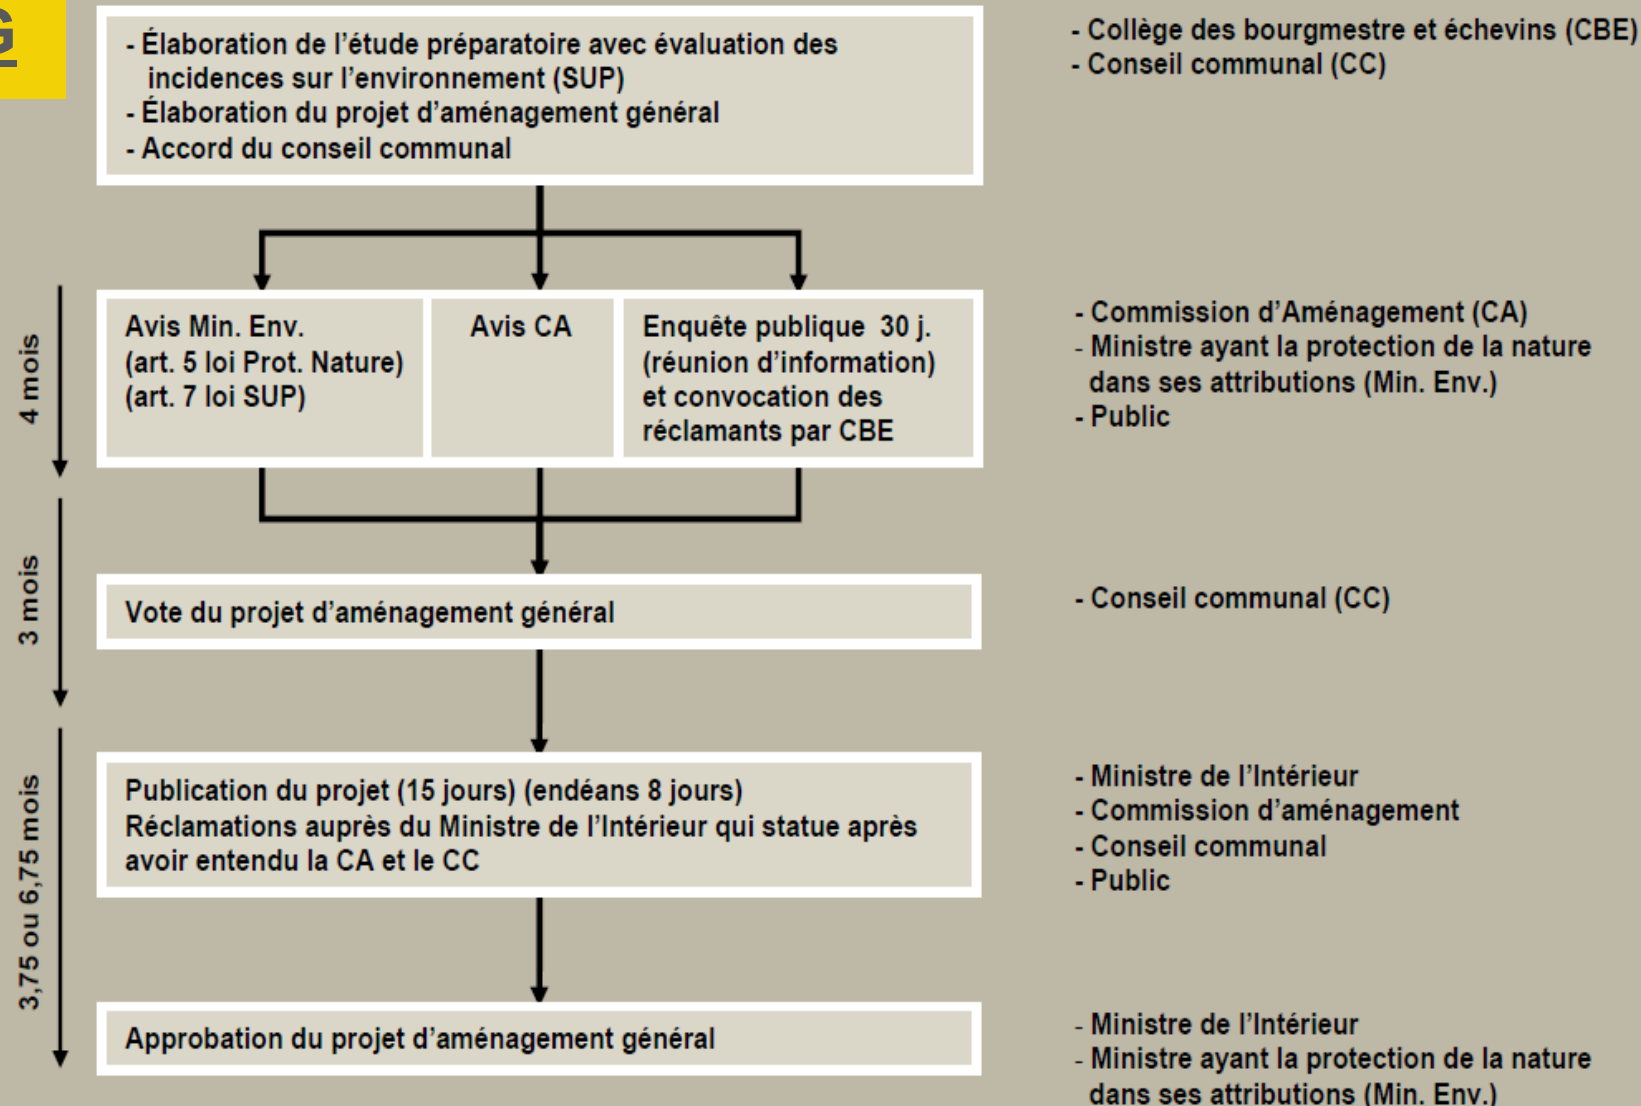 G
- Élaboration de l'étude préparatoire avec évaluation des
incidences sur l'environnement (SUP)
- Élaboration du projet d'aménagement général
- Accord du conseil communal
- Collège des bourgmestre et échevins (CBE)
- Conseil communal (CC)
4 mois
Avis Min. Env.
(art. 5 loi Prot. Nature)
(art. 7 loi SUP)
Avis CA
Enquête publique 30 j.
(réunion d'information)
et convocation des
réclamants par CBE
- Commission d'Aménagement (CA)
- Ministre ayant la protection de la nature
dans ses attributions (Min. Env.)
- Public
3 mois
Vote du projet d'aménagement général
- Conseil communal (CC)
3,75 ou 6,75 mois
Publication du projet (15 jours) (endéans 8 jours)
Réclamations auprès du Ministre de l'Intérieur qui statue après
avoir entendu la CA et le CC
- Ministre de l'Intérieur
- Commission d'aménagement
- Conseil communal
- Public
Approbation du projet d'aménagement général
- Ministre de l'Intérieur
- Ministre ayant la protection de la nature
dans ses attributions (Min. Env.)